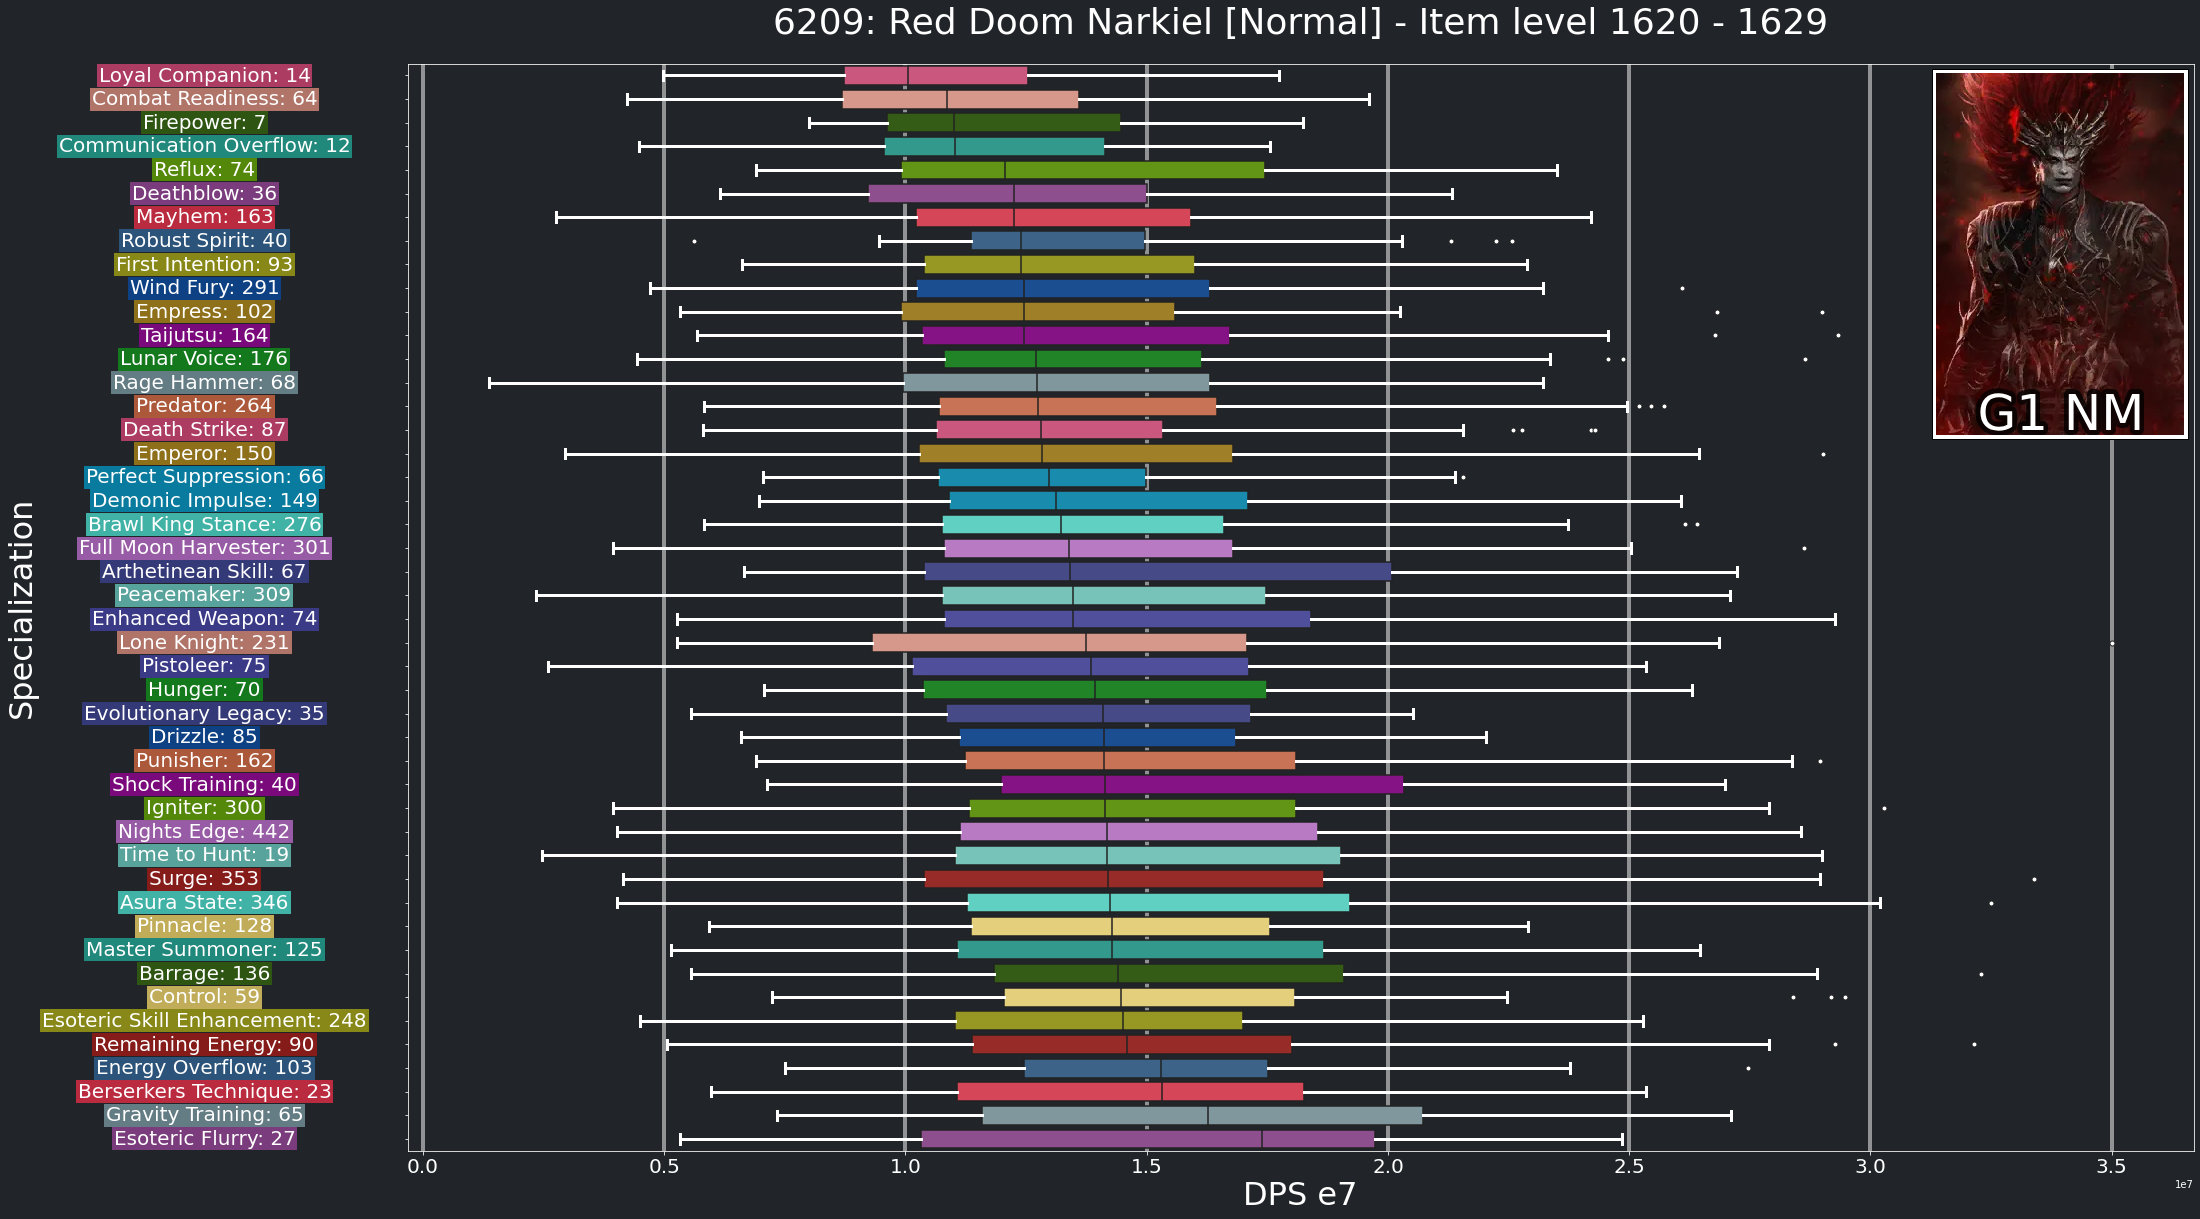 6209: Red Doom Narkiel [Normal] - Item level 1620 - 1629
Loyal Companion: 14
Combat Readiness: 64
Firepower: 7
Communication Overflow: 12
Reflux: 74
Deathblow: 36
Mayhem: 163
Robust Spirit: 40
First Intention: 93
Wind Fury: 291
Empress: 102
Taijutsu: 164
Lunar Voice: 176
Rage Hammer: 68
Predator: 264
Death Strike: 87
Emperor: 150
Perfect Suppression: 66
Demonic Impulse: 149
Brawl King Stance: 276
Full Moon Harvester: 301
Arthetinean Skill: 67
Peacemaker: 309
Enhanced Weapon: 74
Lone Knight: 231
Pistoleer: 75
Hunger: 70
Evolutionary Legacy: 35
Drizzle: 85
Punisher: 162
Shock Training: 40
Igniter: 300
Nights Edge: 442
Time to Hunt: 19
Surge: 353
Asura State: 346
Pinnacle: 128
Master Summoner: 125
Barrage: 136
Control: 59
Esoteric Skill Enhancement: 248
Remaining Energy: 90
Energy Overflow: 103
Berserkers Technique: 23
Gravity Training: 65
Esoteric Flurry: 27
Specialization
G1 NM
0.0 0.5 1.0 1.5 2.0 2.5 3.0 3.5
1e7
DPS e7